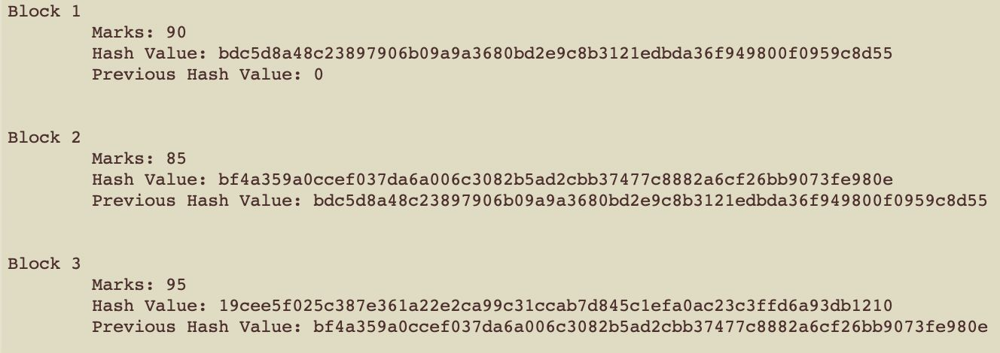 Block 1
Marks: 90
Hash Value: bdc5d8a48c23897906b09a9a3680bd2e9c8b3121edbda36f949800f0959c8d55
Previous Hash Value: 0
Block 2
Marks: 85
Hash Value: bf4a359a0ccef037da6a006c3082b5ad2cbb37477c8882a6cf26bb9073fe980e
Previous Hash Value: bdc5d8a48c23897906b09a9a3680bd2e9c8b3121edbda36f949800f0959c8d55
Block 3
Marks: 95
Hash Value: 19cee5f025c387e361a22e2ca99c31ccab7d845c1efa0ac23c3ffd6a93db1210
Previous Hash Value: bf4a359a0ccef037da6a006c3082b5ad2cbb37477c8882a6cf26bb9073fe980e